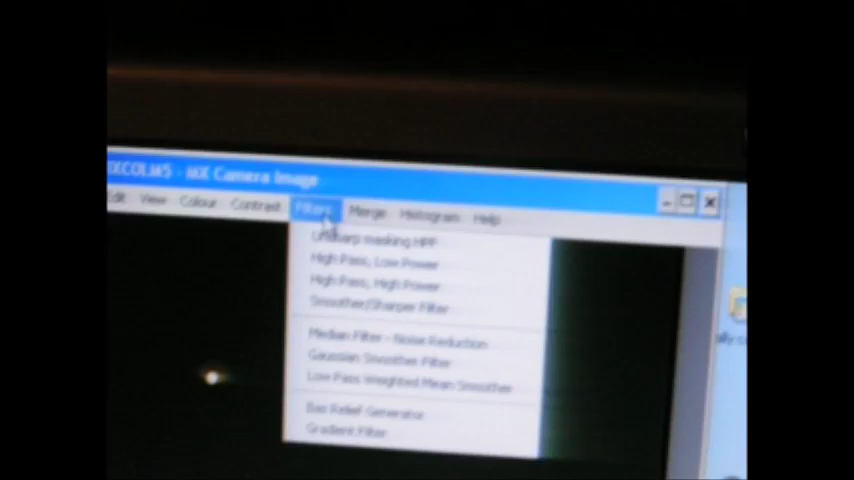 MX Camera Image
Edit View Colour Contrast Filters Merge Histogram Help
Unsharp masking HPF
High Pass, Low Power
High Pass, High Power
Smoother/Sharper Filter
Median Filter - Noise Reduction
Gaussian Smoother Filter
Low Pass Weighted Mean Smoother
Bas Relief Generator
Gradient Filter